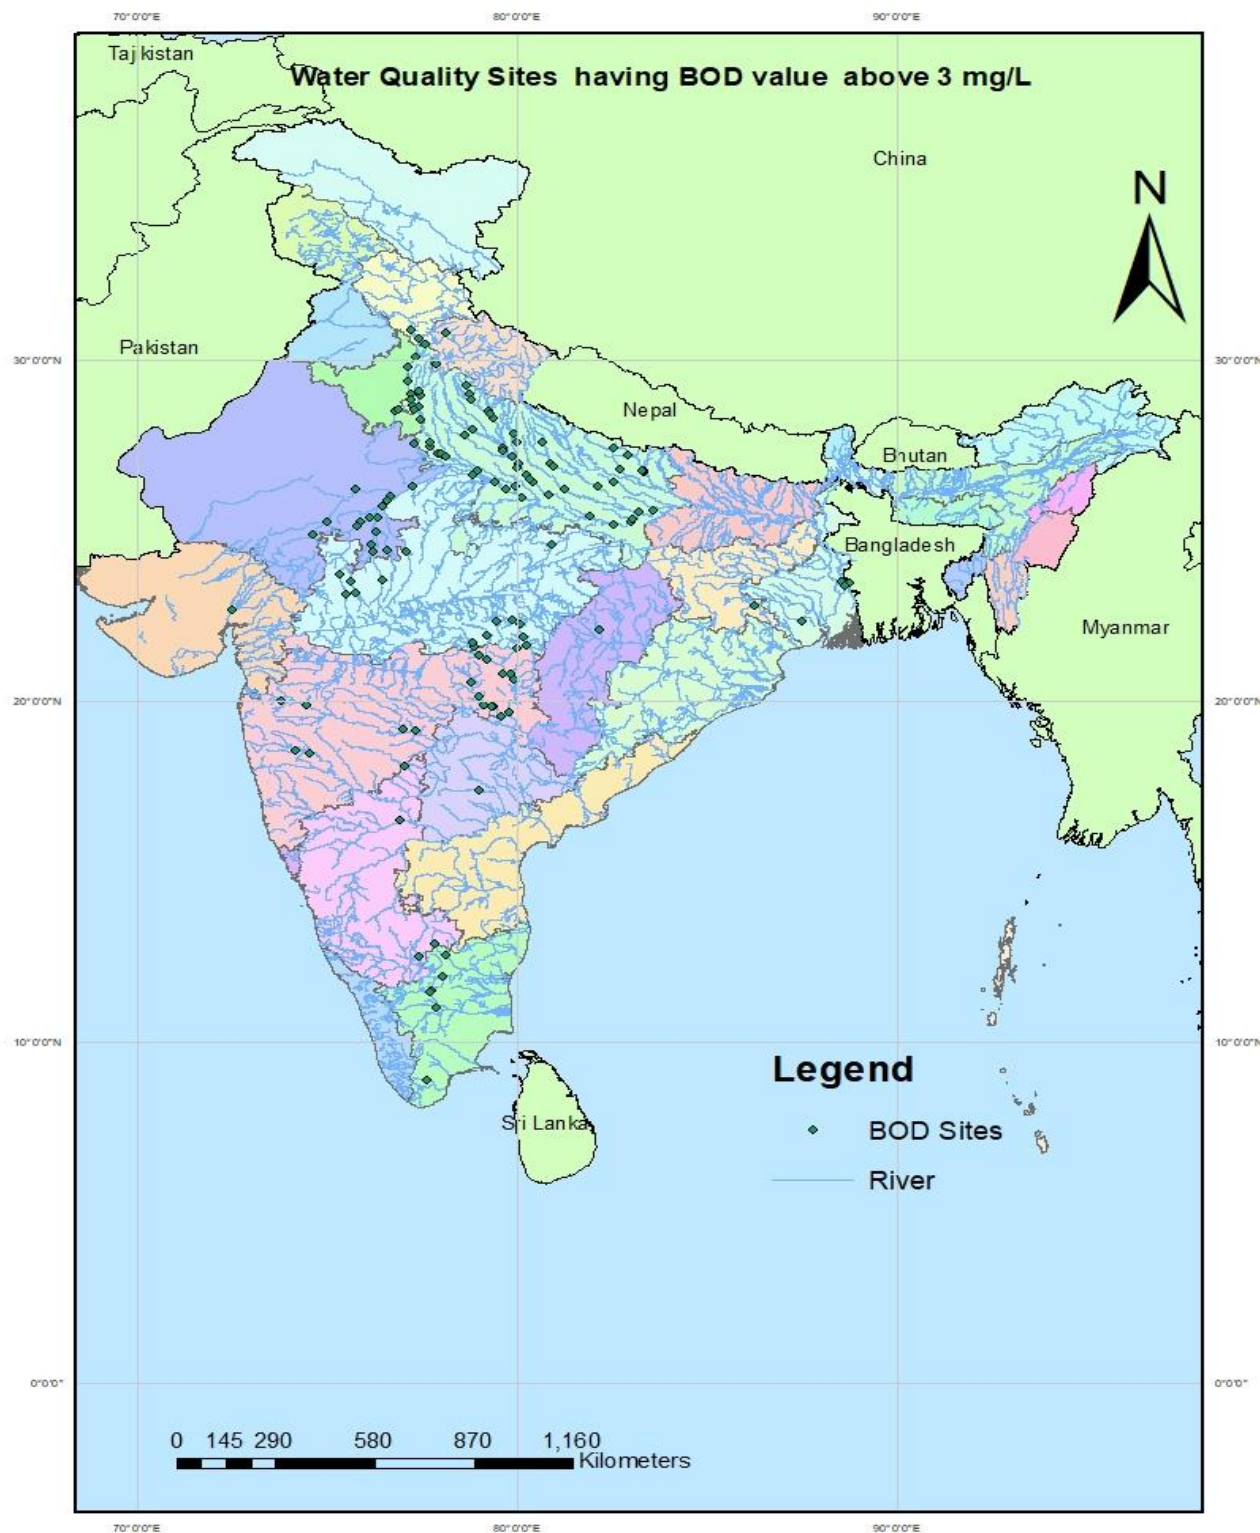 70°0'0"E 80°0'0"E 90°0'0"E
Tajikistan
Water Quality Sites having BOD value above 3 mg/L
China
N
Pakistan
30°0'0"N 30°0'0"N
Nepal
Bhutan
Bangladesh
Myanmar
20°0'0"N 20°0'0"N
10°0'0"N 10°0'0"N
Legend
Sri Lanka
BOD Sites
River
0°0'0" 0°0'0"
0 145 290 580 870 1,160
Kilometers
70°0'0"E 80°0'0"E 90°0'0"E